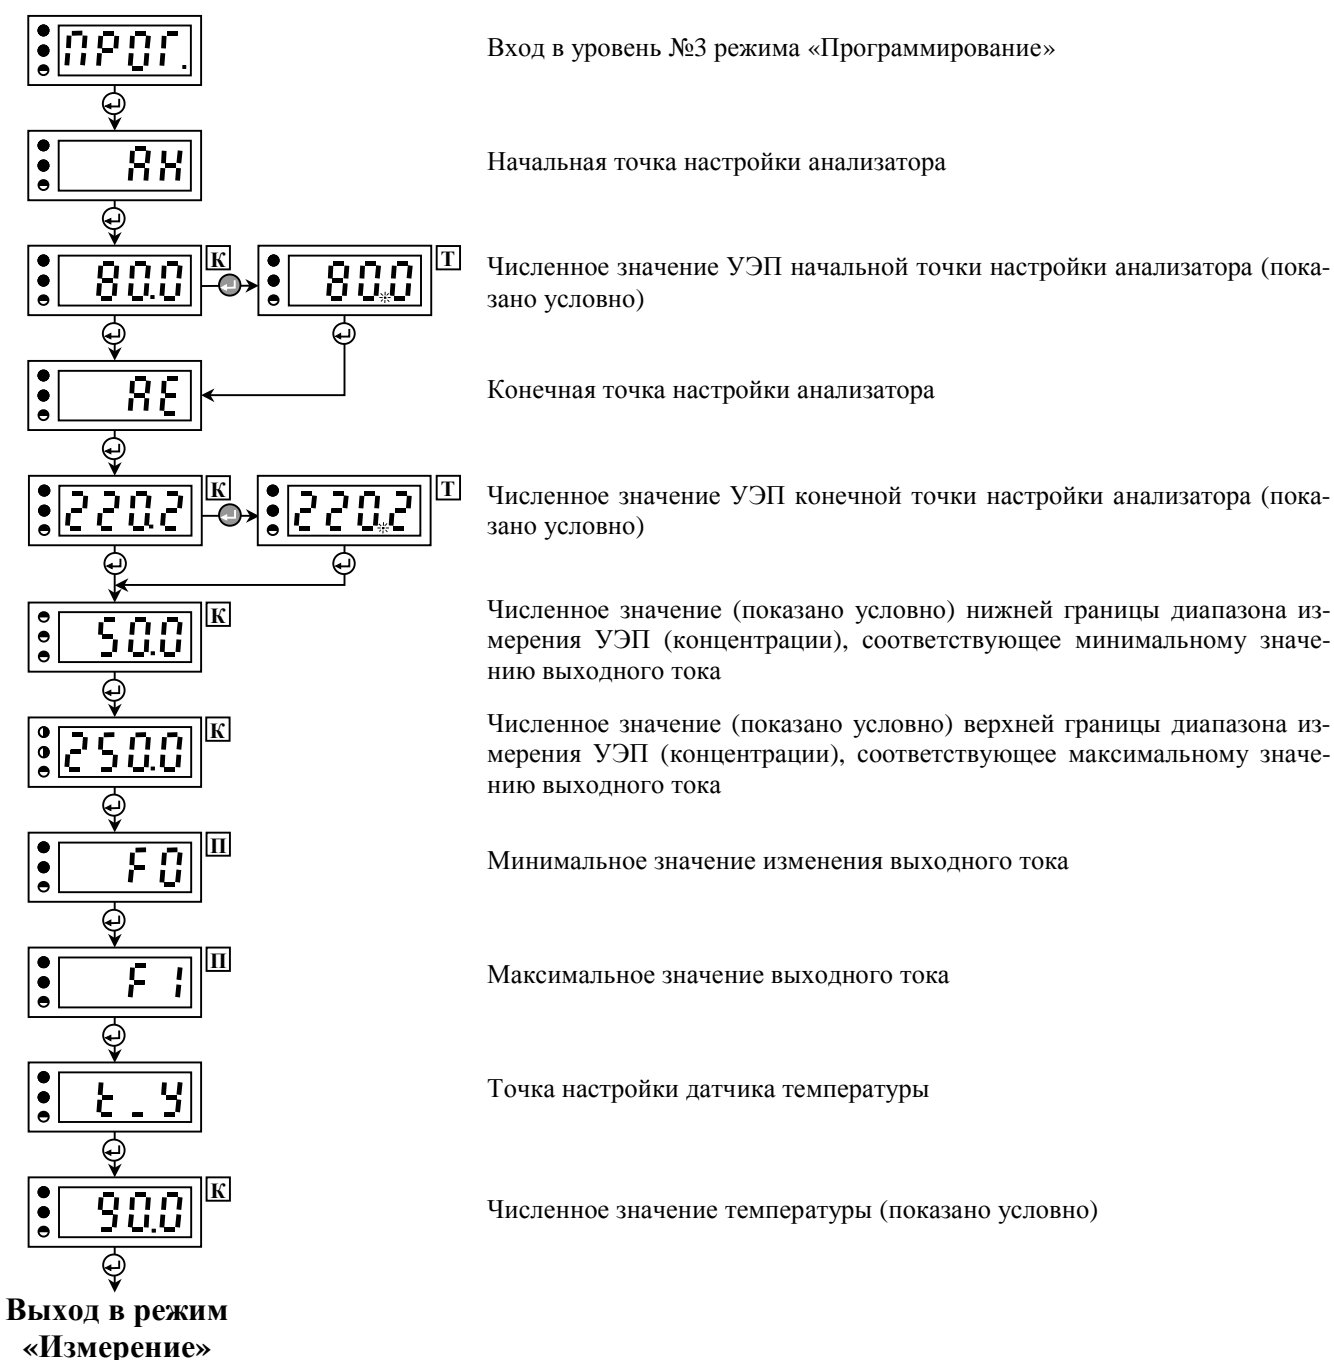 ПРОГ.
Вход в уровень №3 режима «Программирование»
АН
Начальная точка настройки анализатора
80.0 К 80.0 Т
Численное значение УЭП начальной точки настройки анализатора (пока-
зано условно)
АЕ
Конечная точка настройки анализатора
220.2 К 220.2 Т
Численное значение УЭП конечной точки настройки анализатора (пока-
зано условно)
50.0 К
Численное значение (показано условно) нижней границы диапазона из-
мерения УЭП (концентрации), соответствующее минимальному значе-
нию выходного тока
250.0 К
Численное значение (показано условно) верхней границы диапазона из-
мерения УЭП (концентрации), соответствующее максимальному значе-
нию выходного тока
F0 П
Минимальное значение изменения выходного тока
F1 П
Максимальное значение выходного тока
t_У
Точка настройки датчика температуры
90.0 К
Численное значение температуры (показано условно)
Выход в режим
«Измерение»